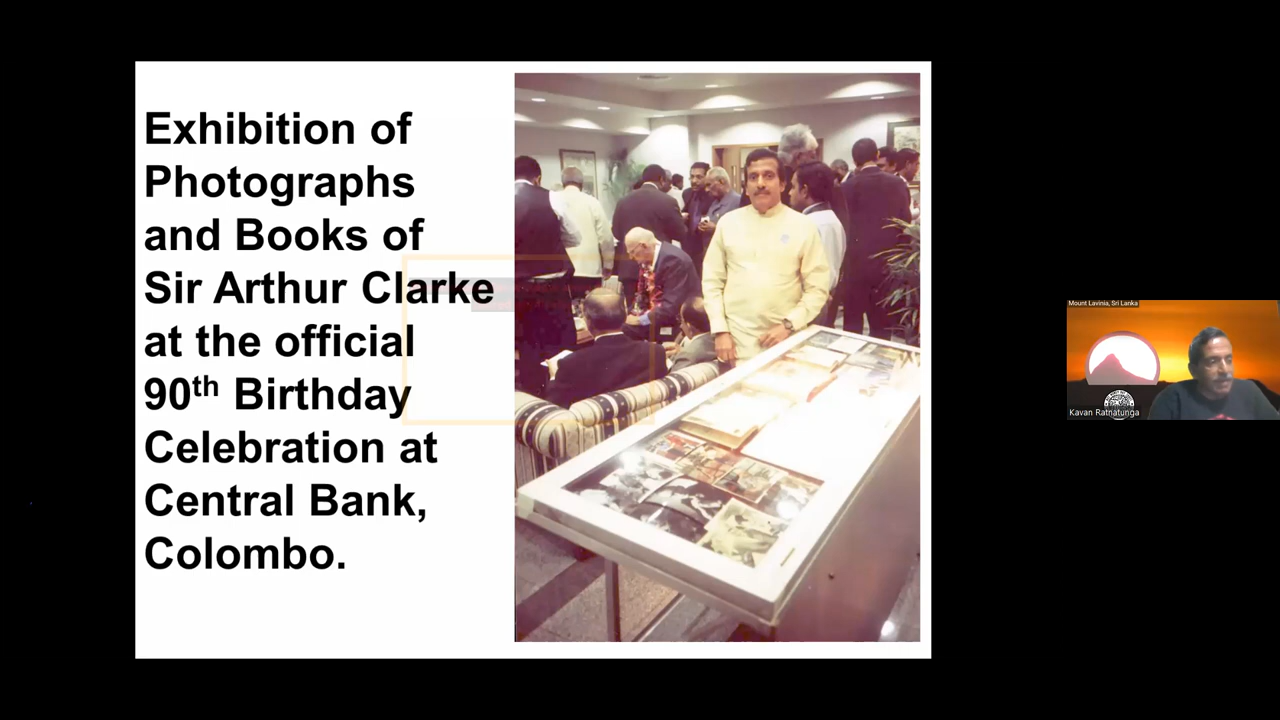 Exhibition of
Photographs
and Books of
Sir Arthur Clarke
at the official
90th Birthday
Celebration at
Central Bank,
Colombo.
Mount Lavinia, Sri Lanka
Kavan Ratnatunga